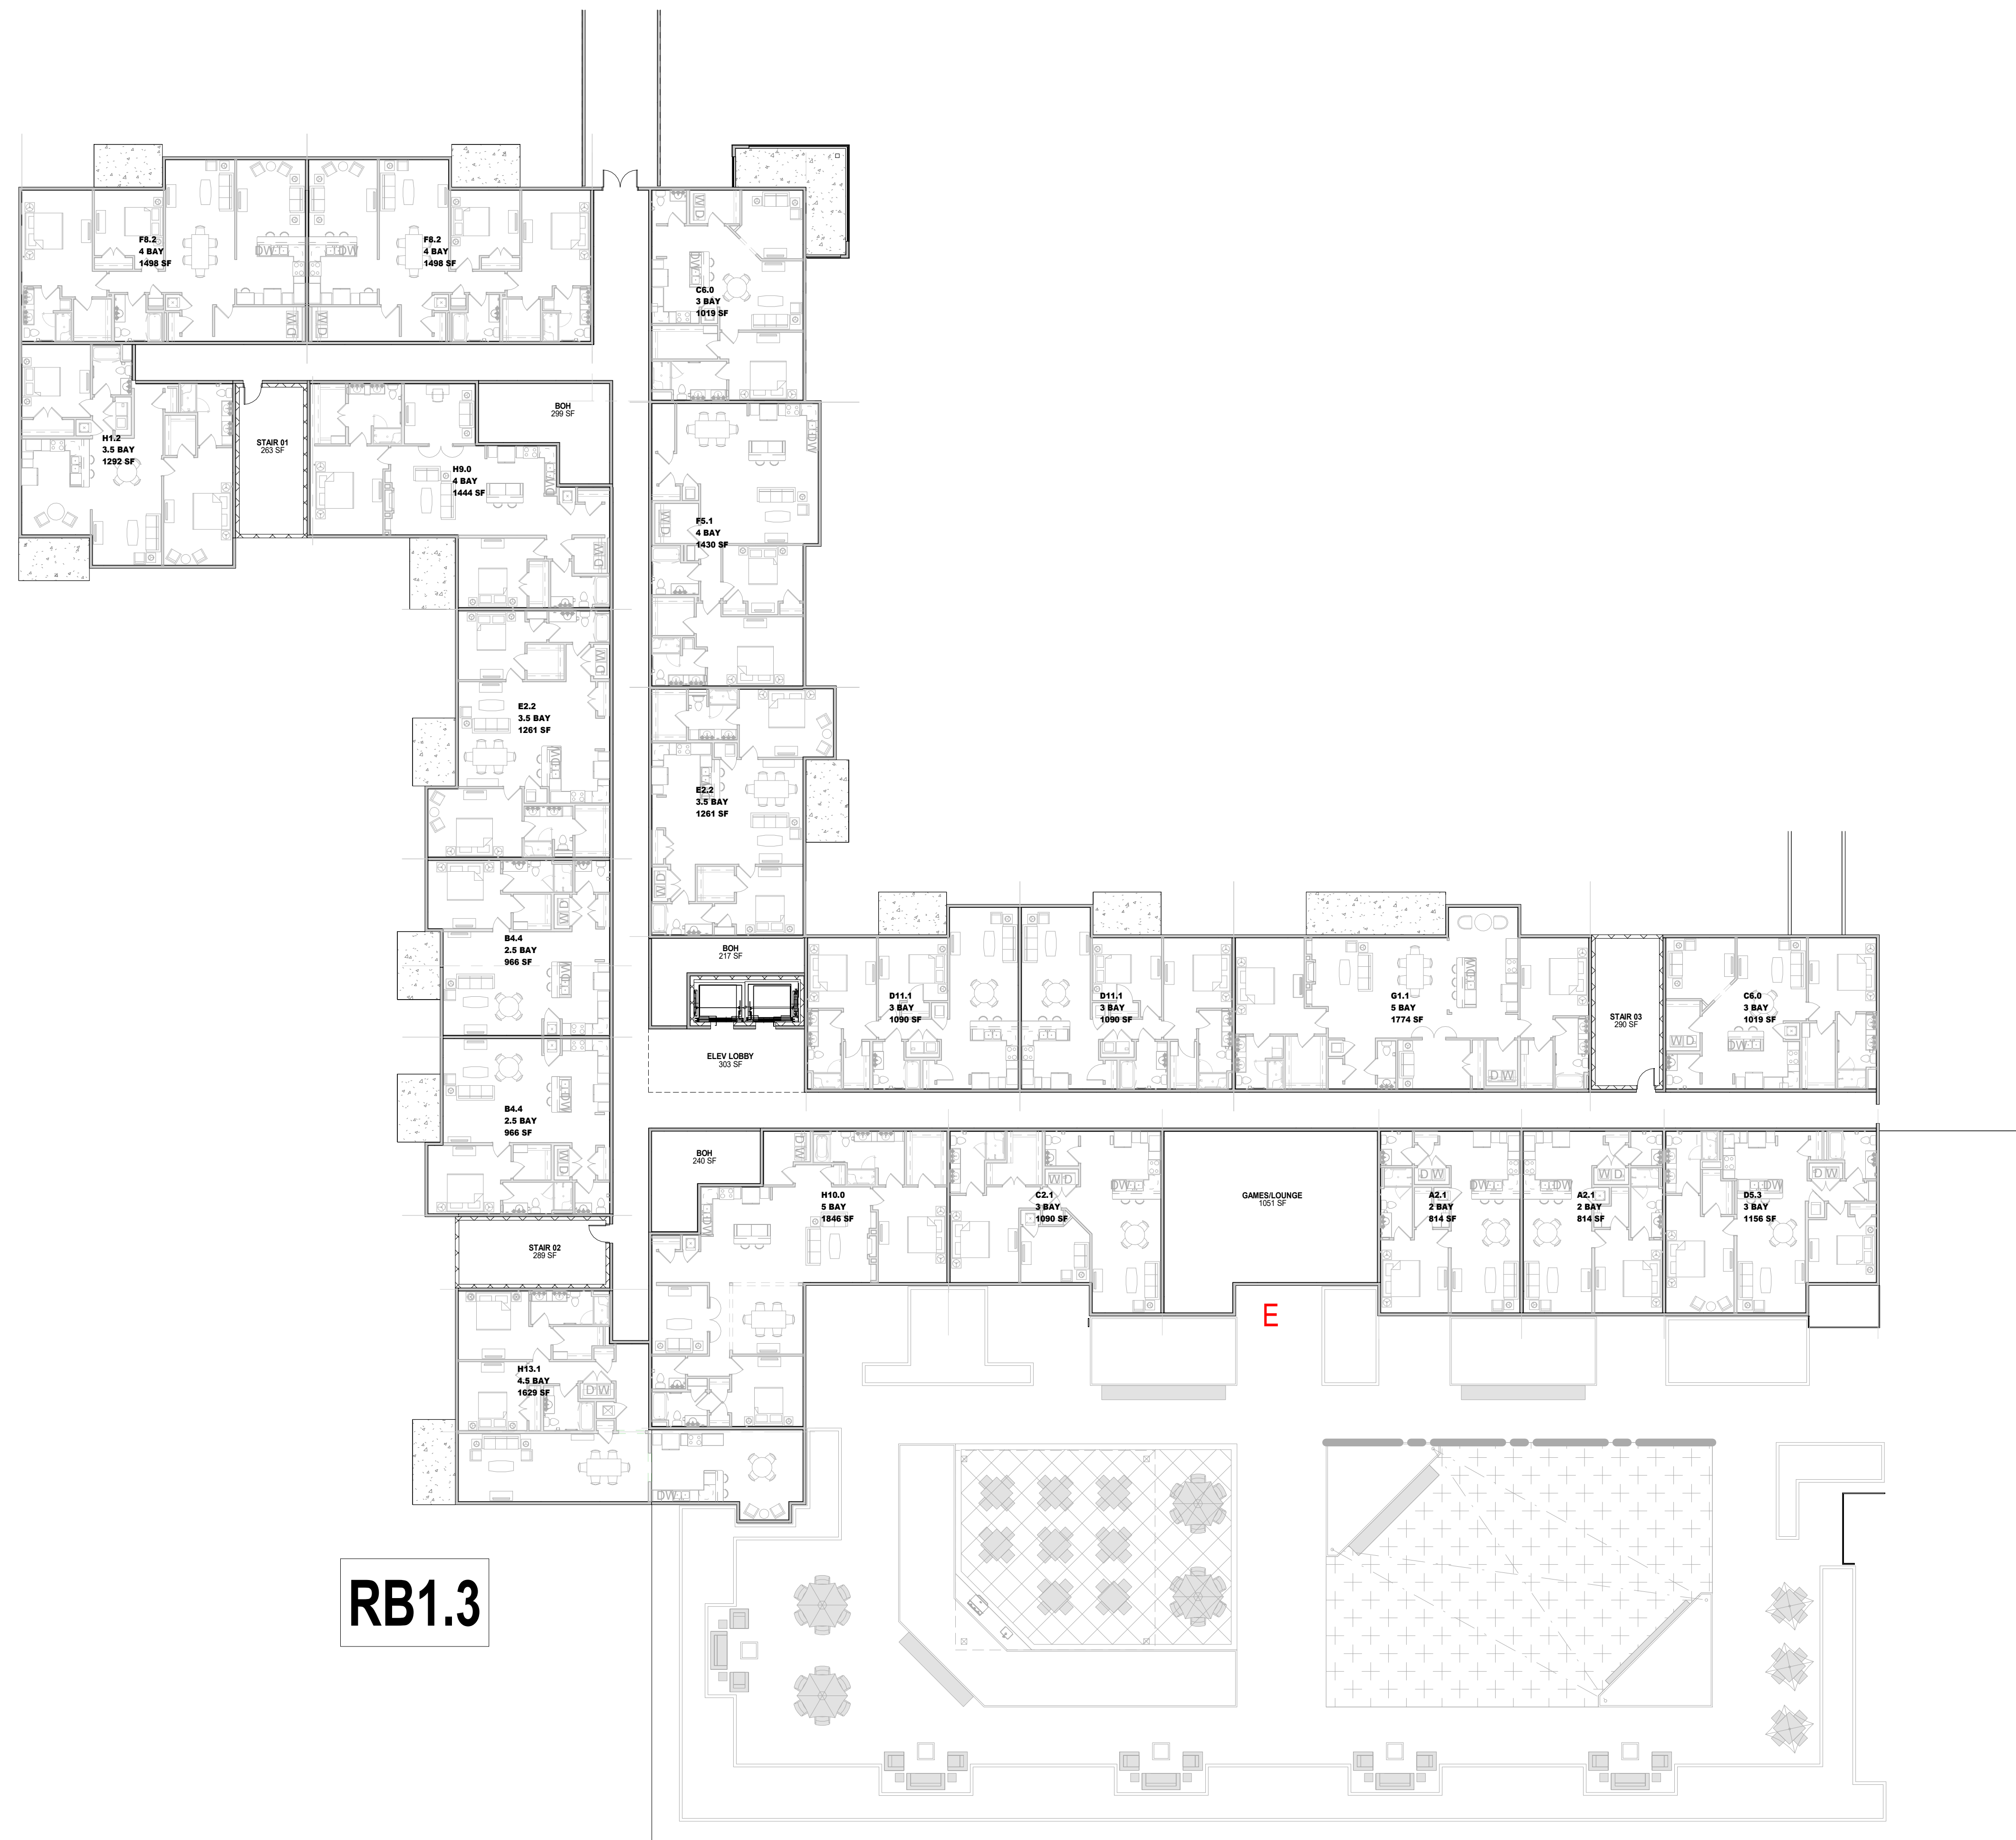 F8.2
4 BAY
1498 SF
F8.2
4 BAY
1498 SF
C6.0
3 BAY
1019 SF
H1.2
3.5 BAY
1292 SF
STAIR 01
263 SF
BOH
299 SF
H9.0
4 BAY
1444 SF
F5.1
4 BAY
1430 SF
E2.2
3.5 BAY
1261 SF
E2.2
3.5 BAY
1261 SF
B4.4
2.5 BAY
966 SF
BOH
217 SF
ELEV LOBBY
303 SF
D11.1
3 BAY
1090 SF
D11.1
3 BAY
1090 SF
G1.1
5 BAY
1774 SF
STAIR 03
290 SF
C6.0
3 BAY
1019 SF
B4.4
2.5 BAY
966 SF
BOH
240 SF
H10.0
5 BAY
1846 SF
C2.1
3 BAY
1090 SF
GAMES/LOUNGE
1051 SF
A2.1
2 BAY
814 SF
A2.1
2 BAY
814 SF
D5.3
3 BAY
1156 SF
STAIR 02
289 SF
E
H13.1
4.5 BAY
1629 SF
RB1.3